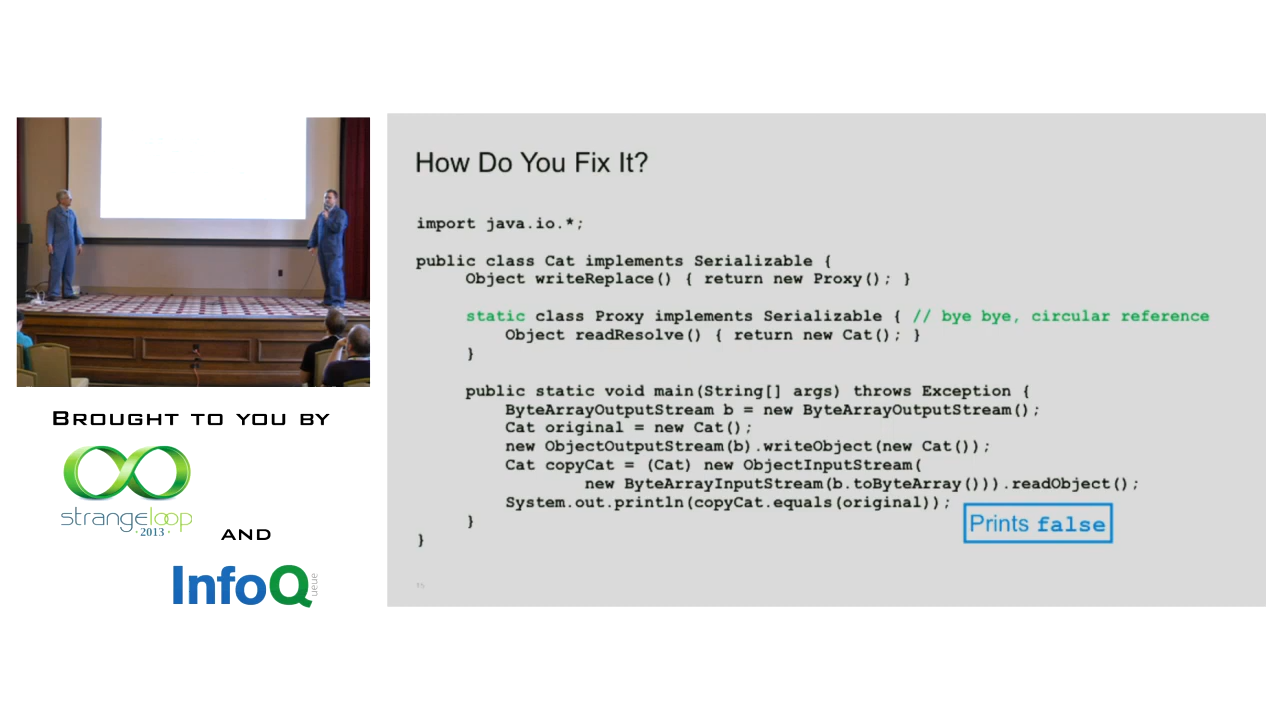 How Do You Fix It?
import java.io.*;
public class Cat implements Serializable {
Object writeReplace() { return new Proxy(); }
static class Proxy implements Serializable { // bye bye, circular reference
Object readResolve() { return new Cat(); }
}
public static void main(String[] args) throws Exception {
ByteArrayOutputStream b = new ByteArrayOutputStream();
Cat original = new Cat();
new ObjectOutputStream(b).writeObject(new Cat());
Cat copyCat = (Cat) new ObjectInputStream(
new ByteArrayInputStream(b.toByteArray())).readObject();
System.out.println(copyCat.equals(original));
}
}
Prints false
BROUGHT TO YOU BY
strangeloop
·2013·
AND
InfoQ
ueue